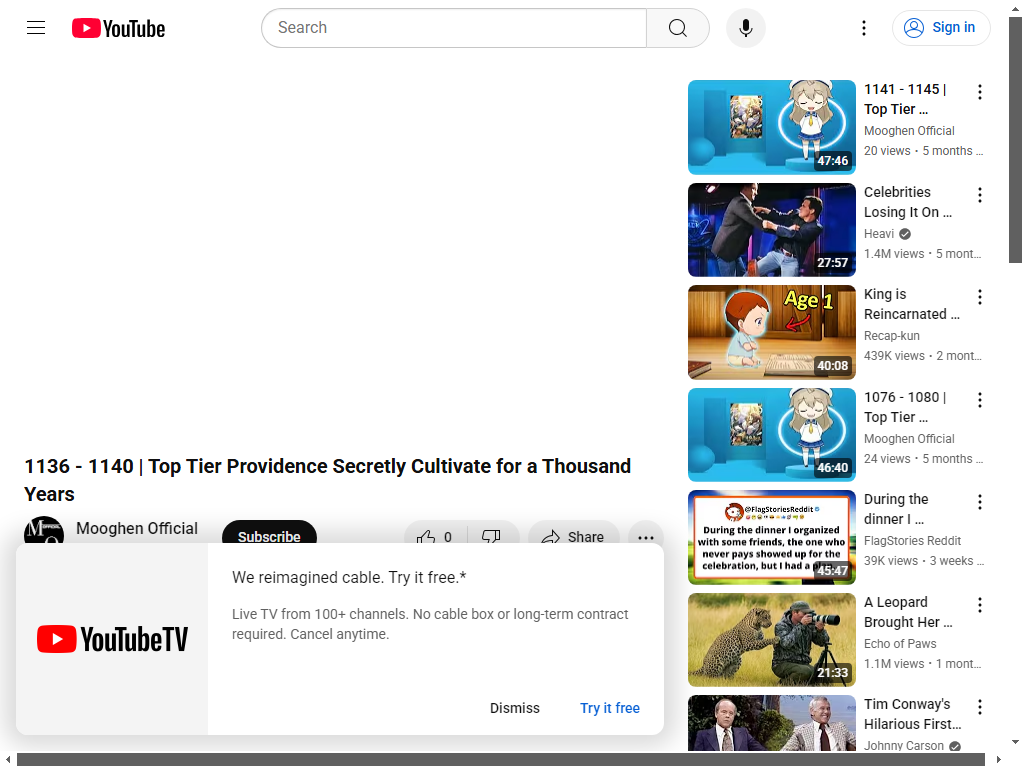 YouTube
Search
Sign in
1136 - 1140 | Top Tier Providence Secretly Cultivate for a Thousand
Years
Mooghen Official
Subscribe
0
Share
YouTubeTV
We reimagined cable. Try it free.*
Live TV from 100+ channels. No cable box or long-term contract
required. Cancel anytime.
Dismiss
Try it free
47:46
1141 - 1145 |
Top Tier ...
Mooghen Official
20 views • 5 months ...
27:57
Celebrities
Losing It On ...
Heavi
1.4M views • 5 mont...
Age 1
40:08
King is
Reincarnated ...
Recap-kun
439K views • 2 mont...
46:40
1076 - 1080 |
Top Tier ...
Mooghen Official
24 views • 5 months ...
@FlagStoriesReddit
During the dinner I organized
with some friends, the one who
never pays showed up for the
celebration, but I had a
45:47
During the
dinner I ...
FlagStories Reddit
39K views • 3 weeks ...
21:33
A Leopard
Brought Her ...
Echo of Paws
1.1M views • 1 mont...
Tim Conway's
Hilarious First...
Johnny Carson